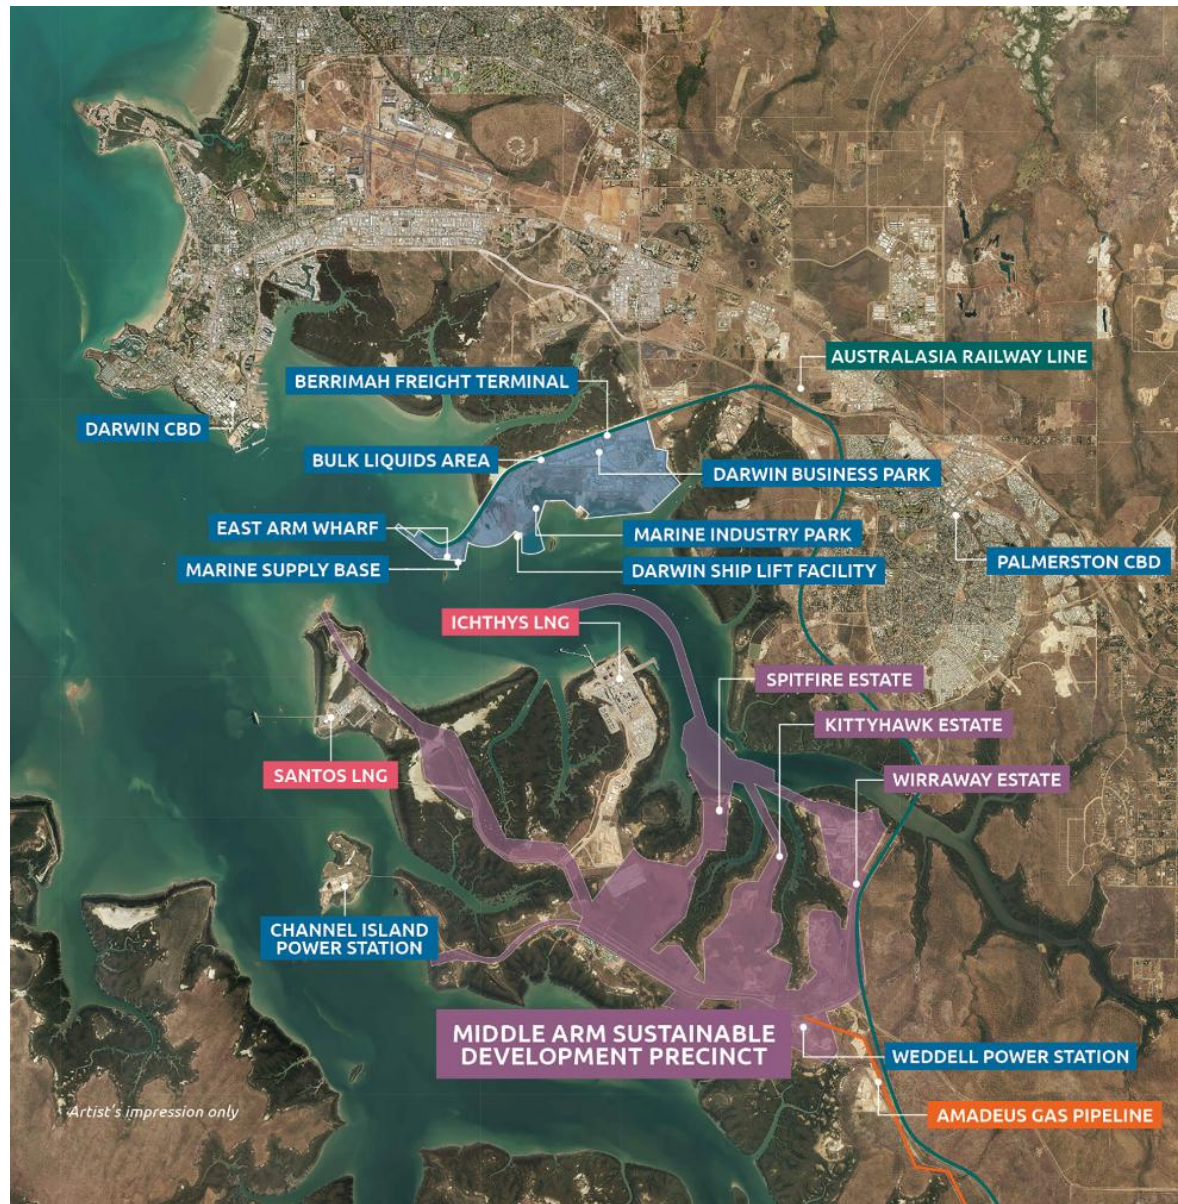 AUSTRALASIA RAILWAY LINE
BERRIMAH FREIGHT TERMINAL
DARWIN CBD
BULK LIQUIDS AREA
DARWIN BUSINESS PARK
EAST ARM WHARF
MARINE INDUSTRY PARK
MARINE SUPPLY BASE
DARWIN SHIP LIFT FACILITY
PALMERSTON CBD
ICHTHYS LNG
SPITFIRE ESTATE
KITTYHAWK ESTATE
SANTOS LNG
WIRRAWAY ESTATE
CHANNEL ISLAND
POWER STATION
MIDDLE ARM SUSTAINABLE
DEVELOPMENT PRECINCT
WEDDELL POWER STATION
Artist's impression only
AMADEUS GAS PIPELINE